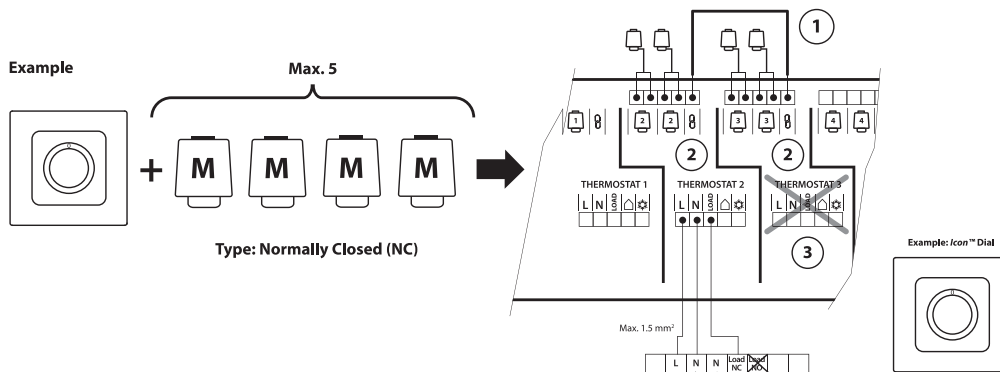 Example
Max. 5
M M M M
Type: Normally Closed (NC)
1
1 2 2 3 3 4 4
2 2
THERMOSTAT 1 THERMOSTAT 2 THERMOSTAT 3
L N LOAD L N LOAD L N LOAD
3
Max. 1.5 mm²
L N N Load NC Load NO
Example: Icon™ Dial